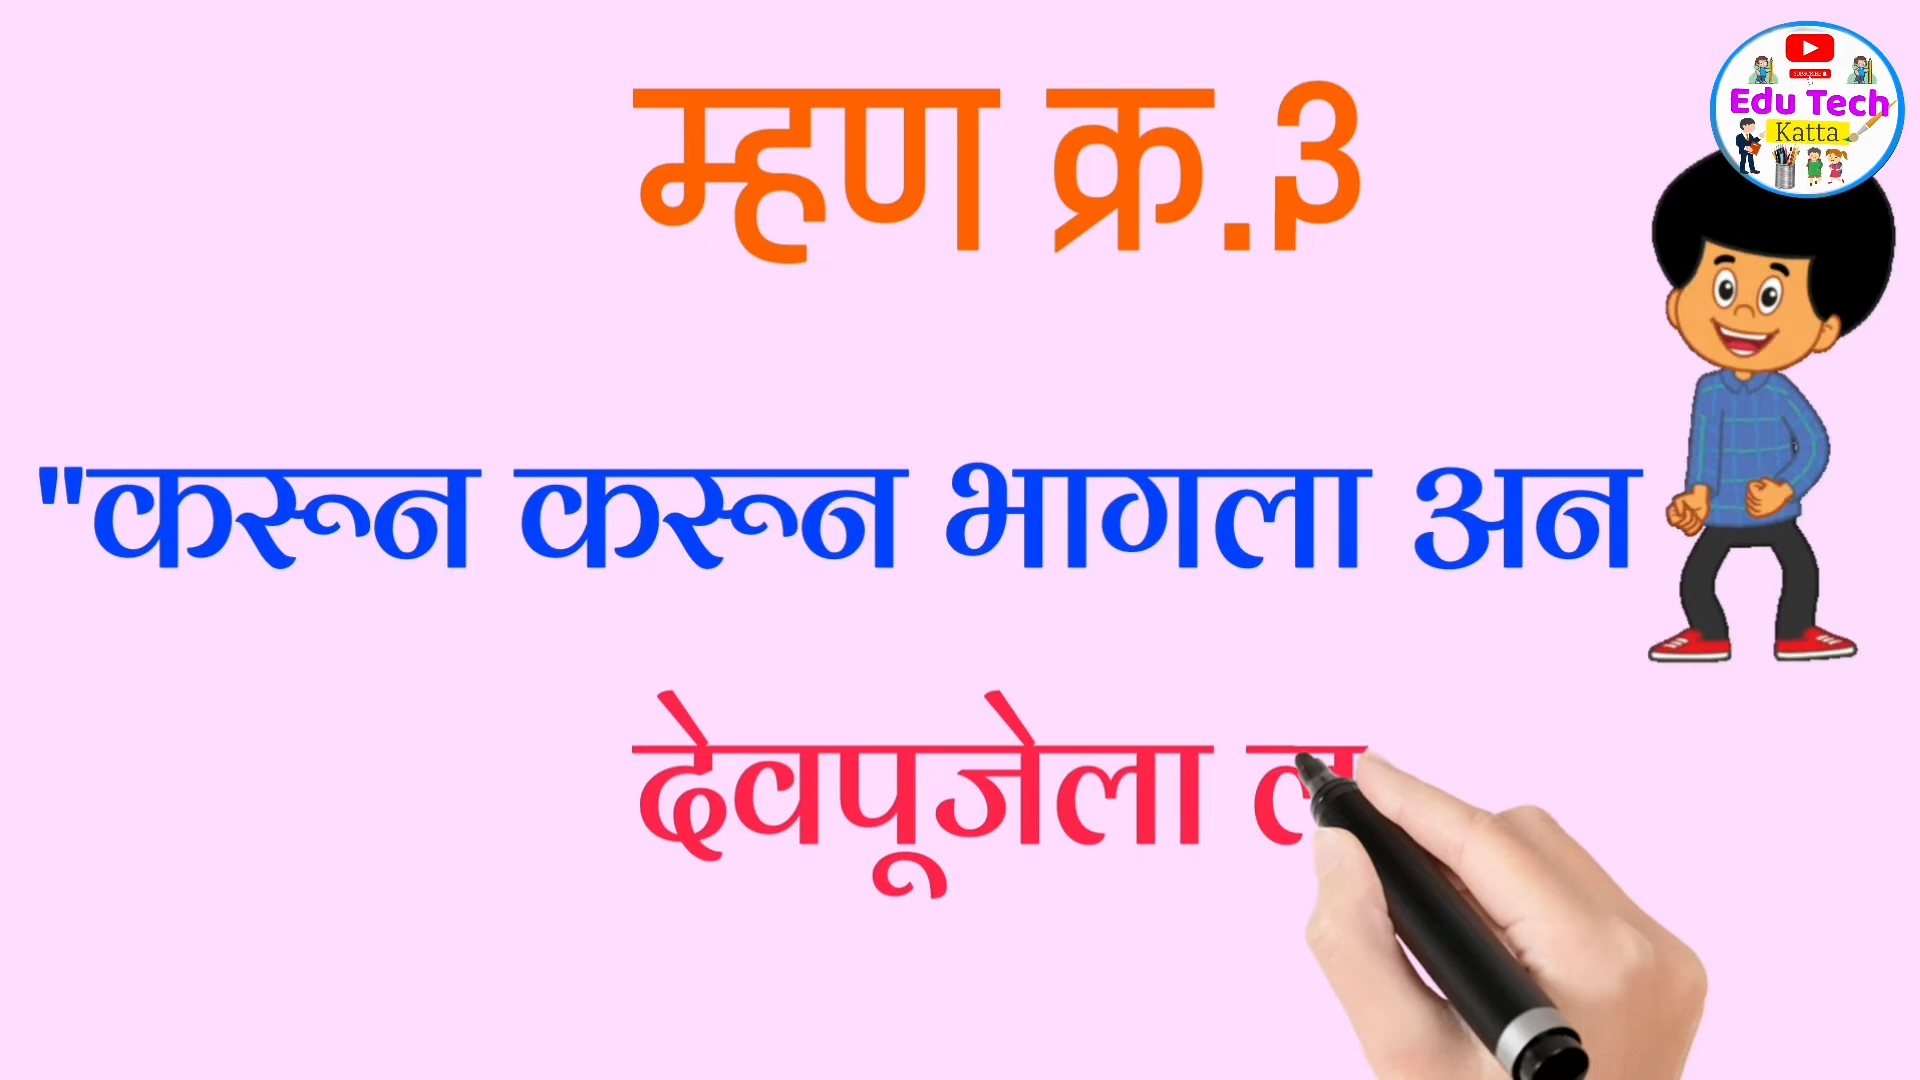 म्हण क्र.३
"करून करून भागला अन
देवपूजेला ल
Edu Tech
Katta